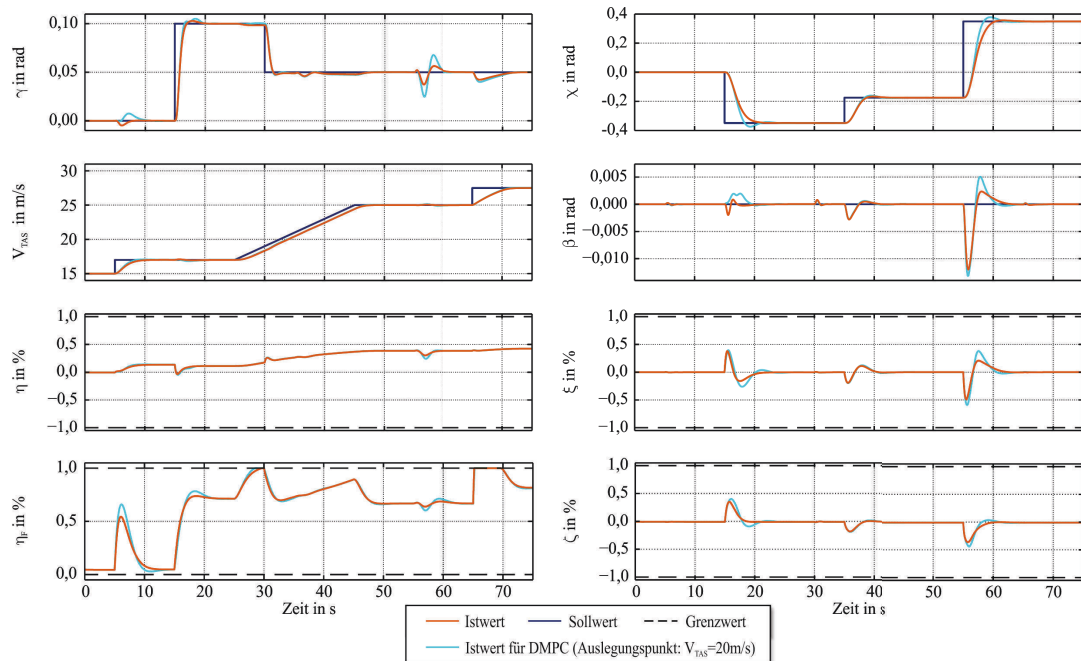 0,10
0,05
0,00
γ in rad
0,4
0,0
−0,2
−0,4
χ in rad
30
25
20
15
V_TAS in m/s
0,005
0,000
−0,005
−0,010
β in rad
1,0
0,5
0,0
−0,5
−1,0
η in %
1,0
0,5
0,0
−0,5
−1,0
ξ in %
1,0
0,5
0,0
η_F in %
1,0
0,5
0,0
−0,5
−1,0
ζ in %
0 10 20 30 40 50 60 70
Zeit in s
0 10 20 30 40 50 60 70
Zeit in s
Istwert Sollwert Grenzwert
Istwert für DMPC (Auslegungspunkt: V_TAS=20m/s)